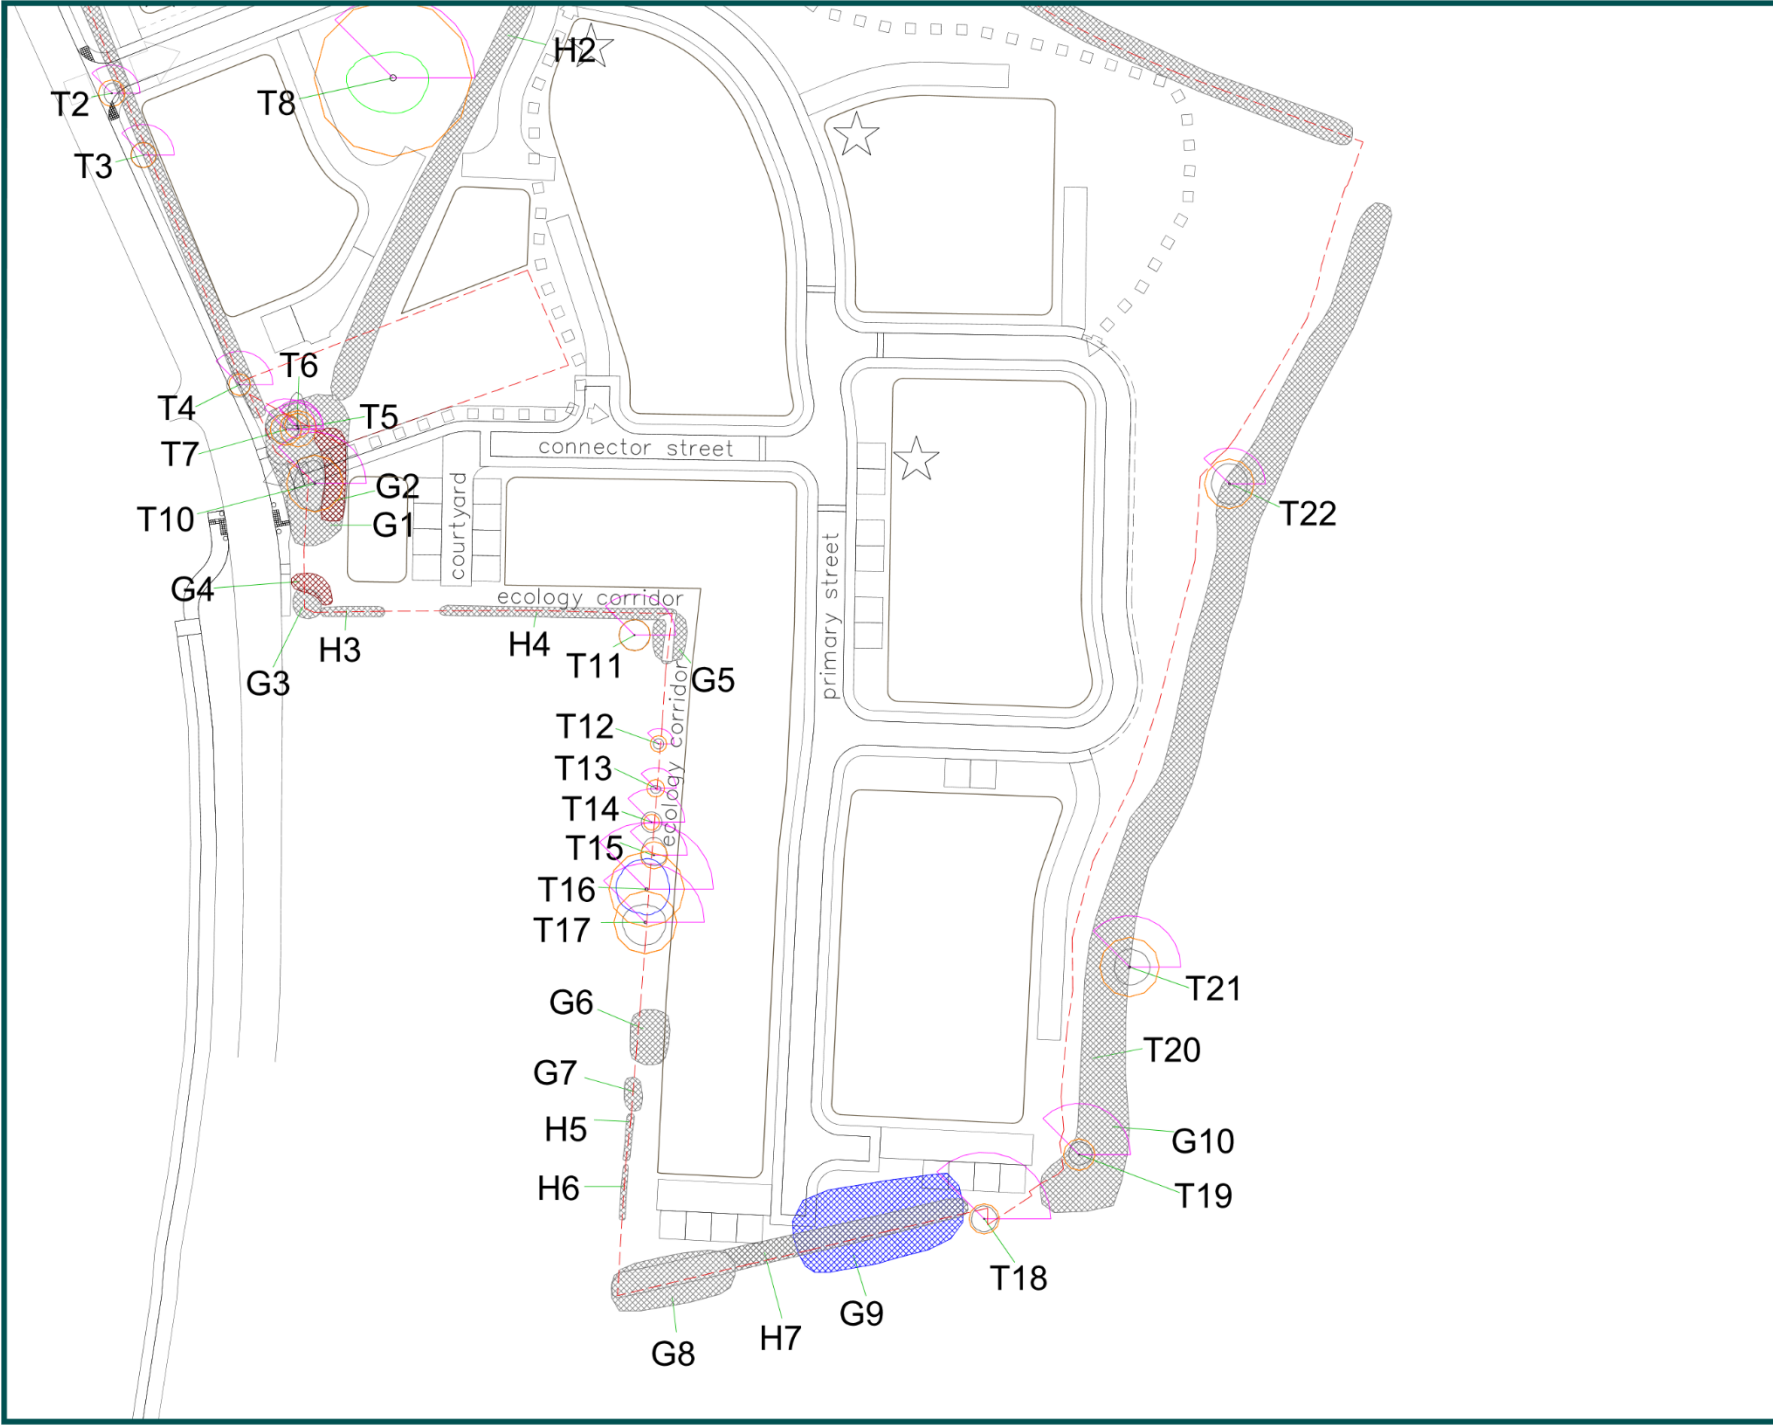 H2
T2
T8
T3
T6
T4
T5
T7
connector street
G2
T10
G1
courtyard
T22
G4
ecology corridor
primary street
H3
H4
T11
G3
G5
ecology corridor
T12
T13
T14
T15
T16
T17
T21
G6
T20
G7
H5
G10
H6
T19
T18
G9
H7
G8